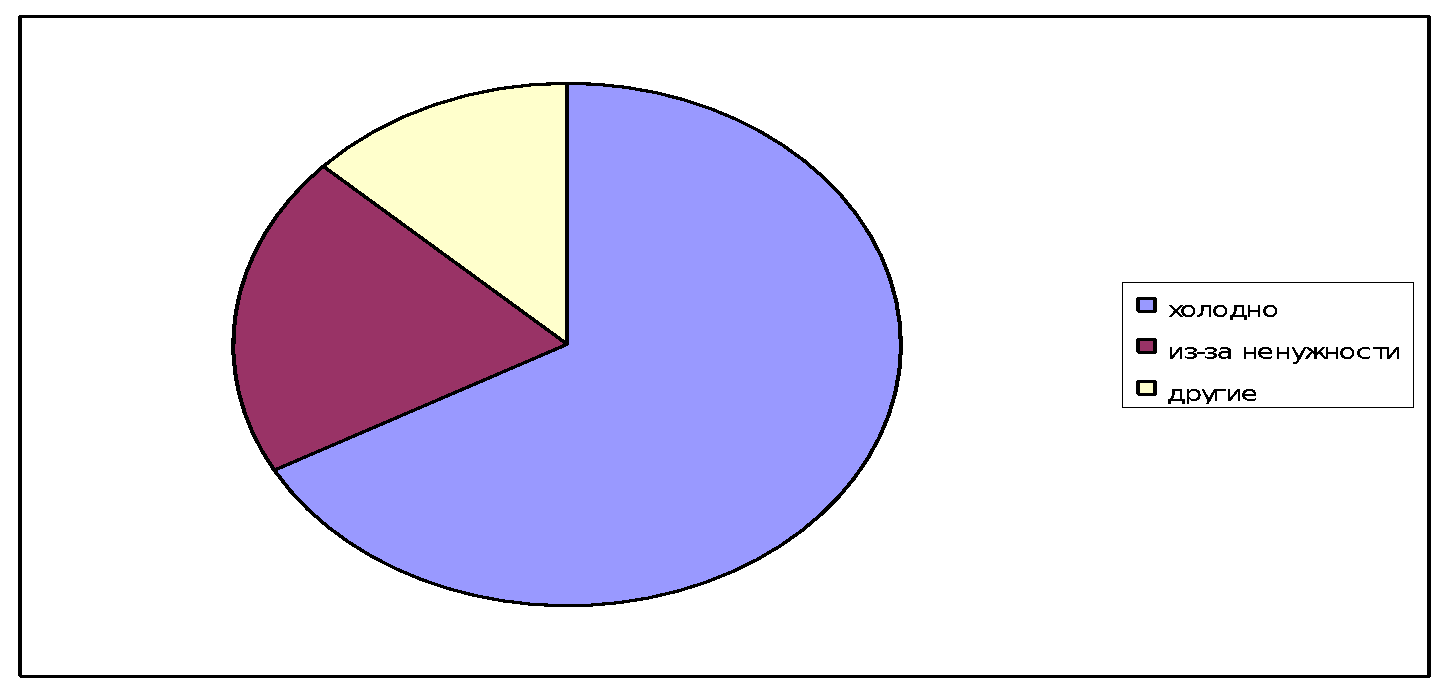 холодно
из-за ненужности
другие